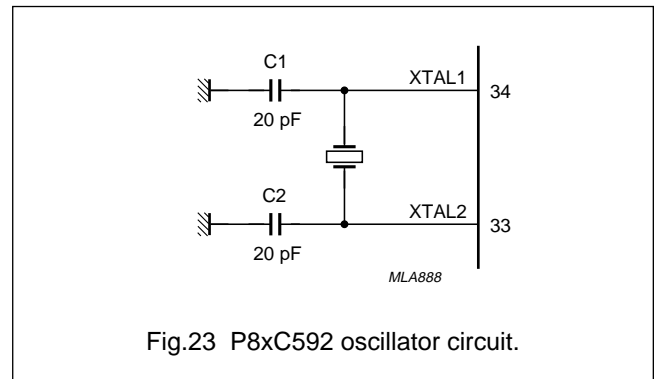 C1
XTAL1
34
20 pF
C2
XTAL2
33
20 pF
MLA888
Fig.23 P8xC592 oscillator circuit.